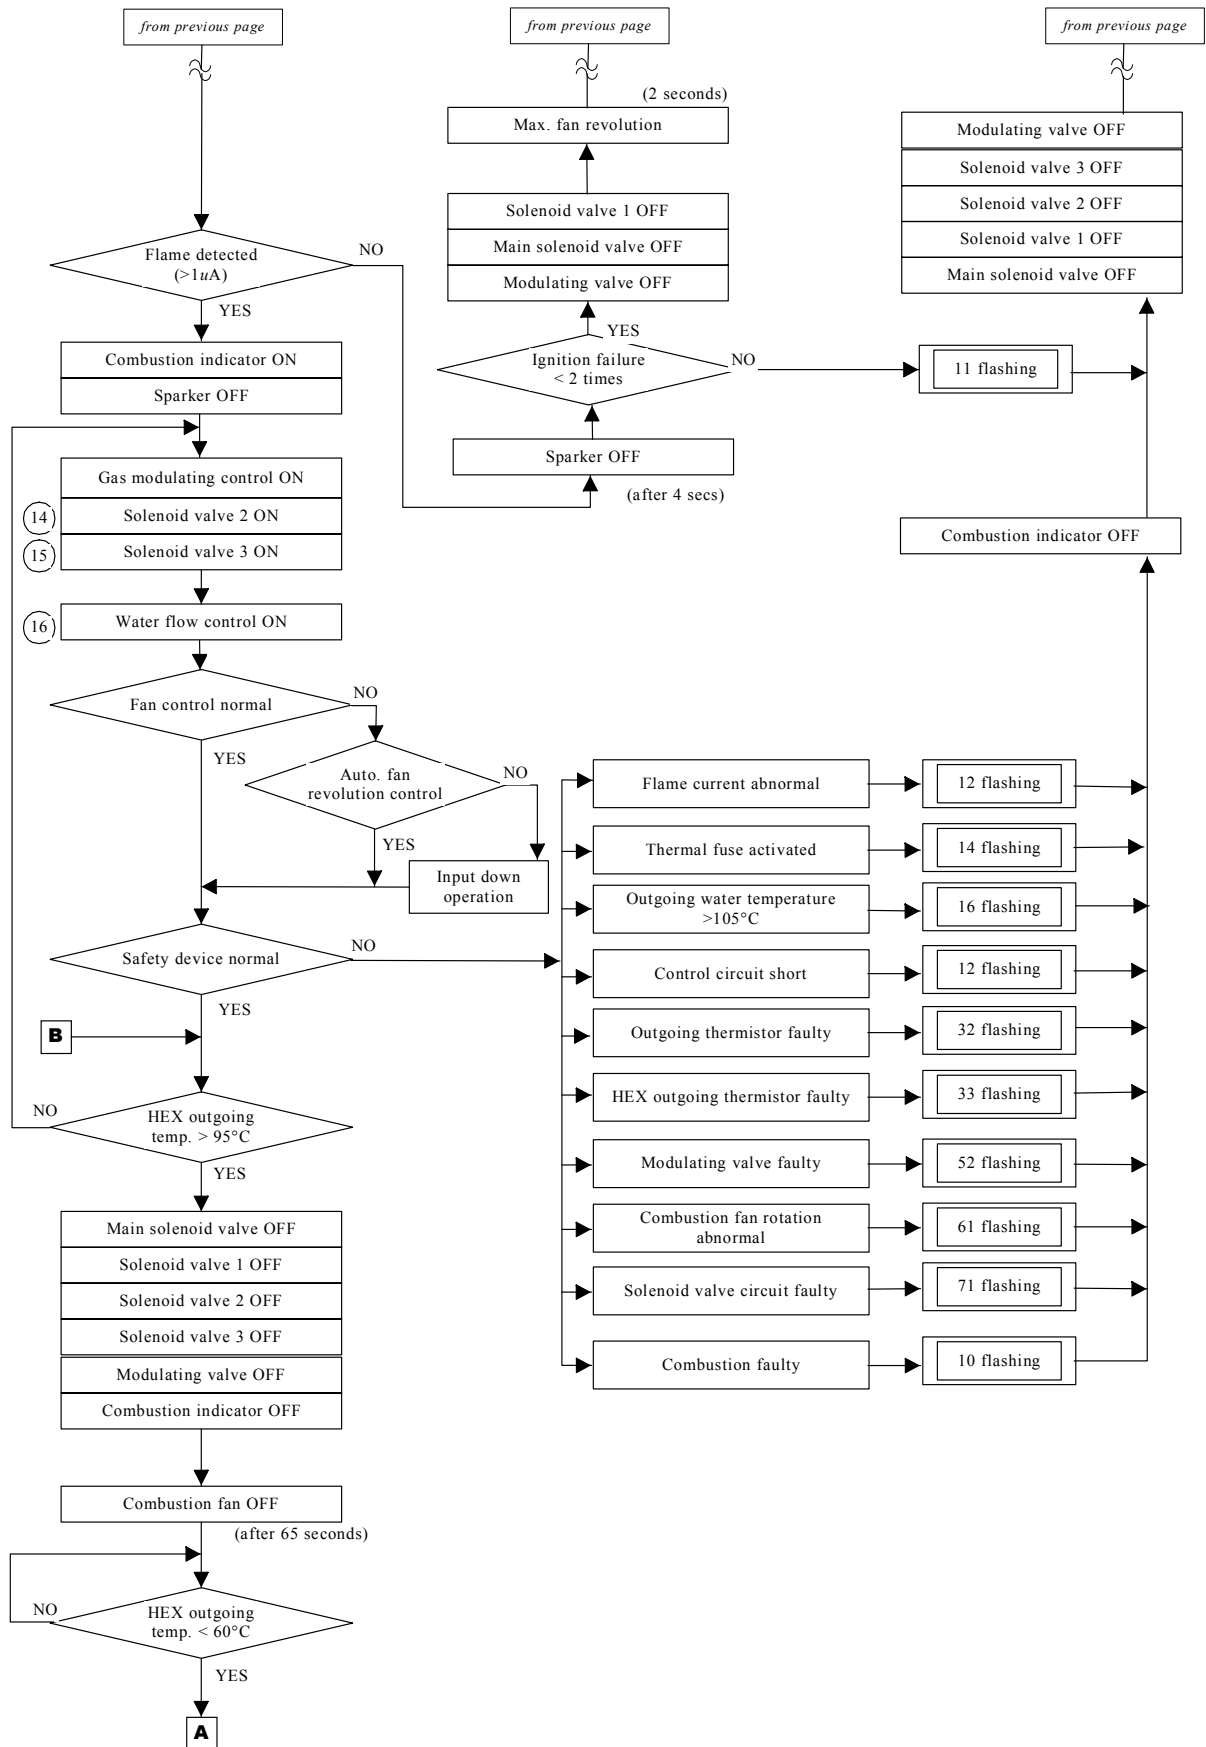 from previous page
from previous page
from previous page
(2 seconds)
Max. fan revolution
Modulating valve OFF
Solenoid valve 3 OFF
Solenoid valve 2 OFF
Solenoid valve 1 OFF
Main solenoid valve OFF
Solenoid valve 1 OFF
Main solenoid valve OFF
Modulating valve OFF
Flame detected
(>1uA)
NO
YES
YES
Ignition failure
< 2 times
NO
11 flashing
Combustion indicator ON
Sparker OFF
Sparker OFF
(after 4 secs)
Gas modulating control ON
14
Solenoid valve 2 ON
15
Solenoid valve 3 ON
Combustion indicator OFF
16
Water flow control ON
Fan control normal
NO
YES
Auto. fan
revolution control
NO
YES
Input down
operation
Flame current abnormal
12 flashing
Thermal fuse activated
14 flashing
Outgoing water temperature
>105°C
16 flashing
Safety device normal
NO
YES
Control circuit short
12 flashing
B
Outgoing thermistor faulty
32 flashing
HEX outgoing thermistor faulty
33 flashing
NO
HEX outgoing
temp. > 95°C
YES
Modulating valve faulty
52 flashing
Combustion fan rotation
abnormal
61 flashing
Solenoid valve circuit faulty
71 flashing
Combustion faulty
10 flashing
Main solenoid valve OFF
Solenoid valve 1 OFF
Solenoid valve 2 OFF
Solenoid valve 3 OFF
Modulating valve OFF
Combustion indicator OFF
Combustion fan OFF
(after 65 seconds)
NO
HEX outgoing
temp. < 60°C
YES
A